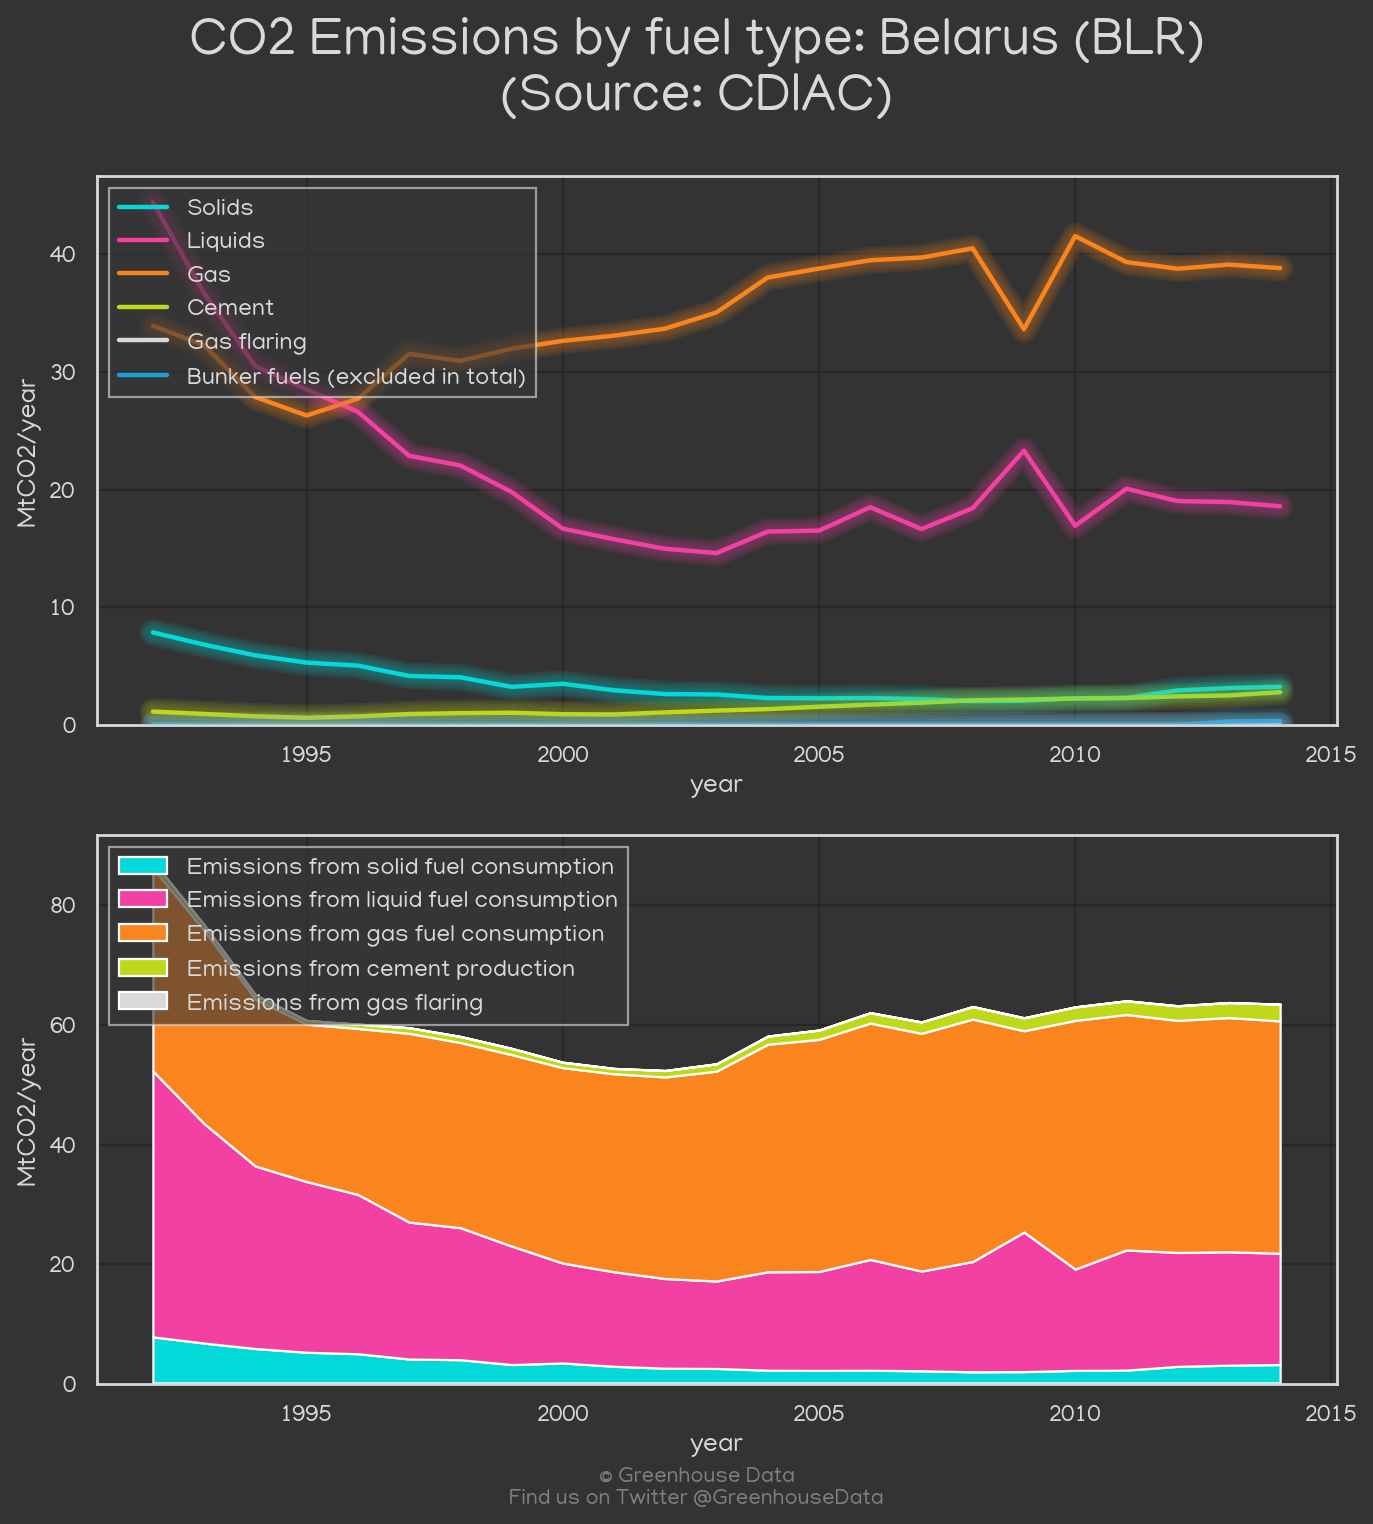 CO2 Emissions by fuel type: Belarus (BLR)
(Source: CDIAC)
Solids
Liquids
Gas
Cement
Gas flaring
Bunker fuels (excluded in total)
MtCO2/year
40
30
20
10
0
1995
2000
2005
2010
2015
year
Emissions from solid fuel consumption
Emissions from liquid fuel consumption
Emissions from gas fuel consumption
Emissions from cement production
Emissions from gas flaring
MtCO2/year
80
60
40
20
0
1995
2000
2005
2010
2015
year
© Greenhouse Data
Find us on Twitter @GreenhouseData